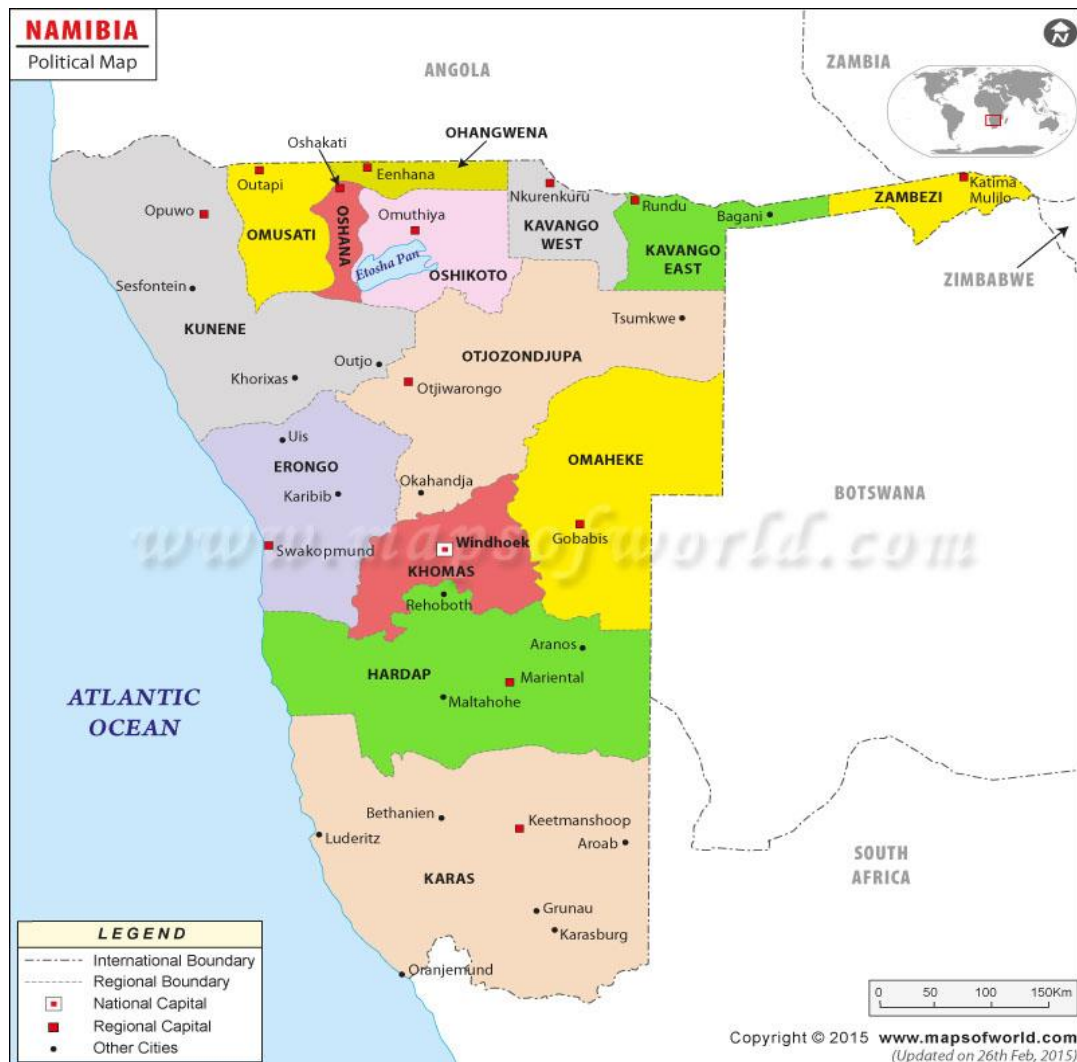 NAMIBIA
Political Map
ANGOLA
ZAMBIA
N
OHANGWENA
Oshakati
Eenhana
Outapi
Opuwo
OMUSATI
OSHANA
Omuthiya
Etosha Pan
OSHIKOTO
Nkurenkuru
KAVANGO
WEST
Rundu
KAVANGO
EAST
Bagani
ZAMBEZI
Katima
Mulilo
ZIMBABWE
Sesfontein
KUNENE
Outjo
Khorixas
OTJOZONDJUPA
Tsumkwe
Otjiwarongo
Uis
ERONGO
Karibib
Okahandja
OMAHEKE
BOTSWANA
www.mapsofworld.com
Swakopmund
Windhoek
Gobabis
KHOMAS
Rehoboth
Aranos
HARDAP
Mariental
Maltahohe
ATLANTIC
OCEAN
Bethanien
Keetmanshoop
Luderitz
Aroab
KARAS
SOUTH
AFRICA
Grunau
Karasburg
Oranjemund
LEGEND
International Boundary
Regional Boundary
National Capital
Regional Capital
Other Cities
0 50 100 150Km
Copyright © 2015 www.mapsofworld.com
(Updated on 26th Feb, 2015)